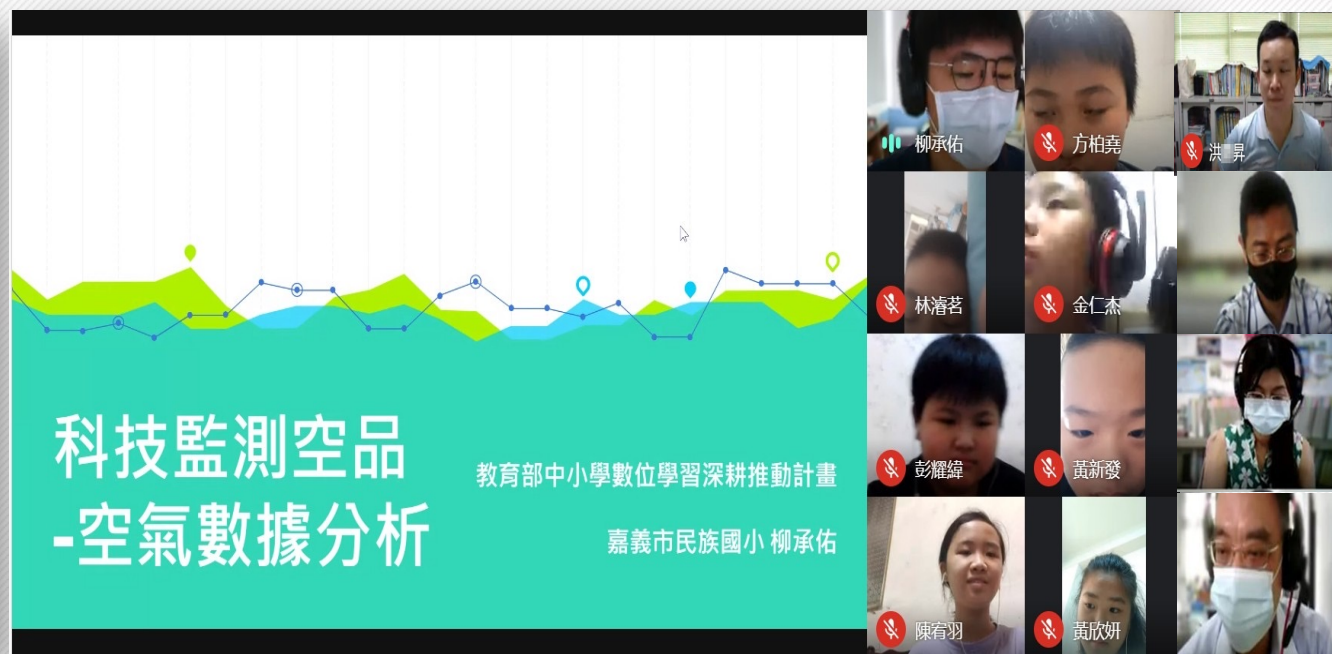 科技監測空品
-空氣數據分析
教育部中小學數位學習深耕推動計畫
嘉義市民族國小 柳承佑
柳承佑
方柏堯
洪 昇
林濬茗
金仁杰
彭耀緯
黃新發
陳宥羽
黃欣妍